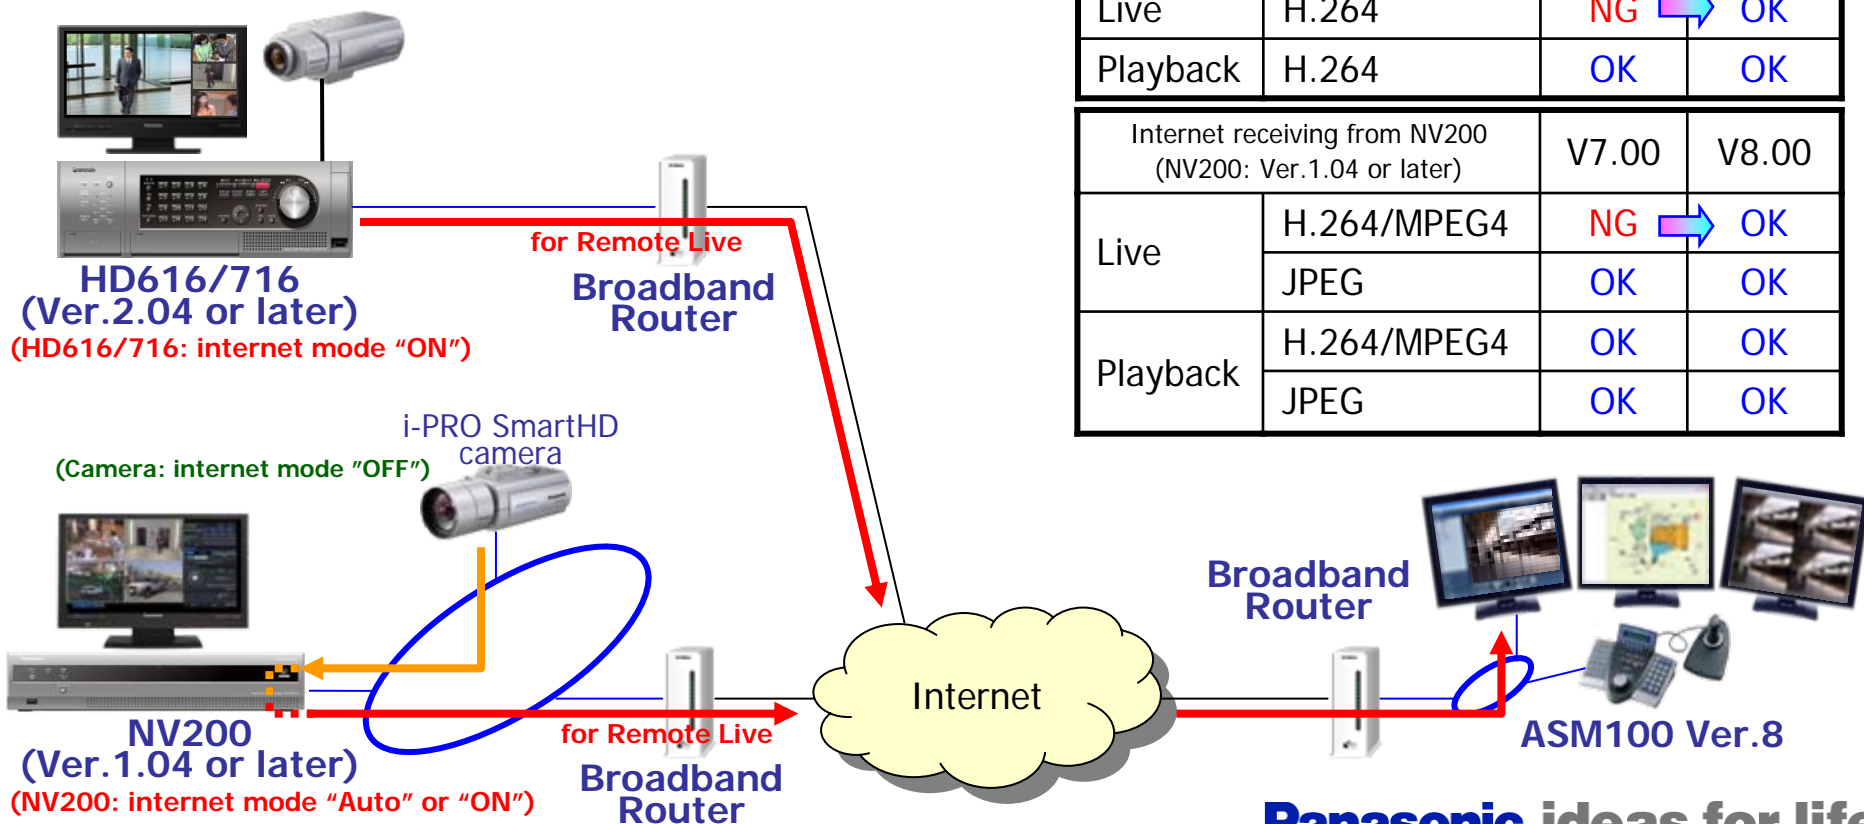 Live H.264 NG OK
Playback H.264 OK OK
Internet receiving from NV200
(NV200: Ver.1.04 or later)
V7.00 V8.00
Live H.264/MPEG4 NG OK
JPEG OK OK
Playback H.264/MPEG4 OK OK
JPEG OK OK
for Remote Live
Broadband
Router
HD616/716
(Ver.2.04 or later)
(HD616/716: internet mode “ON”)
i-PRO SmartHD
camera
(Camera: internet mode ”OFF”)
Broadband
Router
Internet
for Remote Live
Broadband
Router
NV200
(Ver.1.04 or later)
(NV200: internet mode “Auto” or “ON”)
ASM100 Ver.8
Panasonic ideas for life